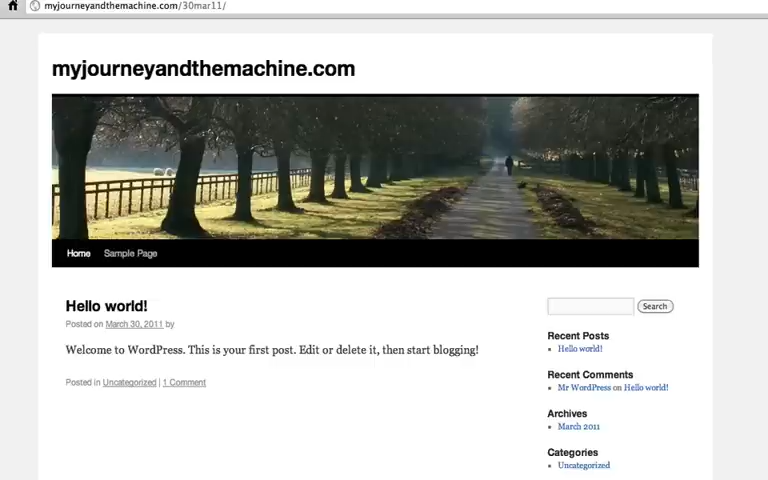 myjourneyandthemachine.com/30mar11/
myjourneyandthemachine.com
Home Sample Page
Hello world!
Posted on March 30, 2011 by
Welcome to WordPress. This is your first post. Edit or delete it, then start blogging!
Posted in Uncategorized | 1 Comment
Search
Recent Posts
Hello world!
Recent Comments
Mr WordPress on Hello world!
Archives
March 2011
Categories
Uncategorized